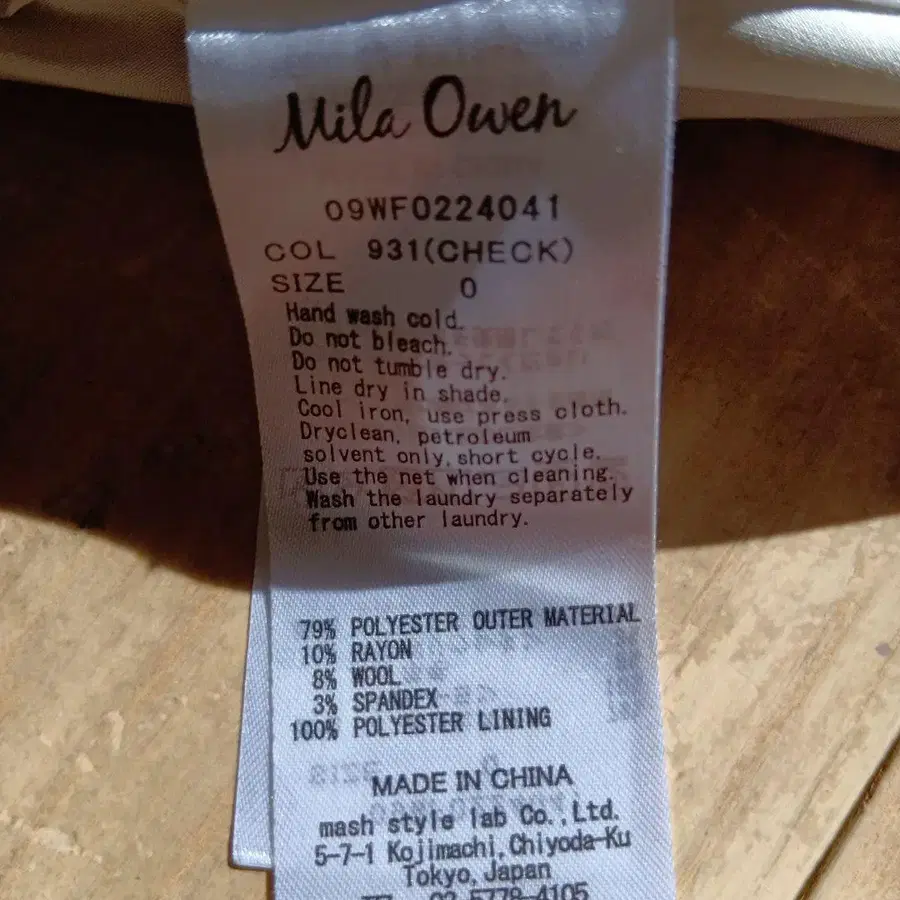 Mila Owen
09WF0224041
COL 931(CHECK)
SIZE 0
Hand wash cold.
Do not bleach.
Do not tumble dry.
Line dry in shade.
Cool iron, use press cloth.
Dryclean, petroleum
solvent only, short cycle.
Use the net when cleaning.
Wash the laundry separately
from other laundry.
79% POLYESTER OUTER MATERIAL
10% RAYON
8% WOOL
3% SPANDEX
100% POLYESTER LINING
MADE IN CHINA
mash style lab Co.,Ltd.
5-7-1 Kojimachi,Chiyoda-Ku
Tokyo,Japan
03-5778-4105